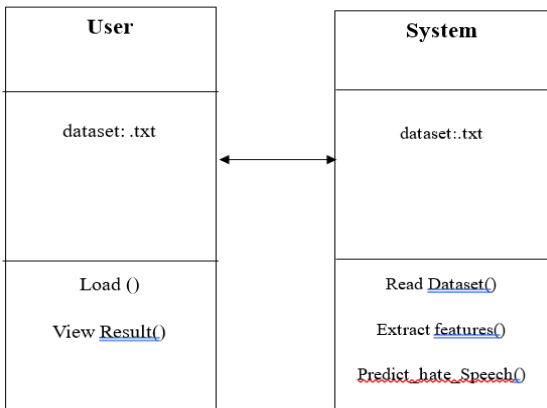 User
dataset: .txt
Load ()
View Result()
System
dataset:.txt
Read Dataset()
Extract features()
Predict_hate_Speech()